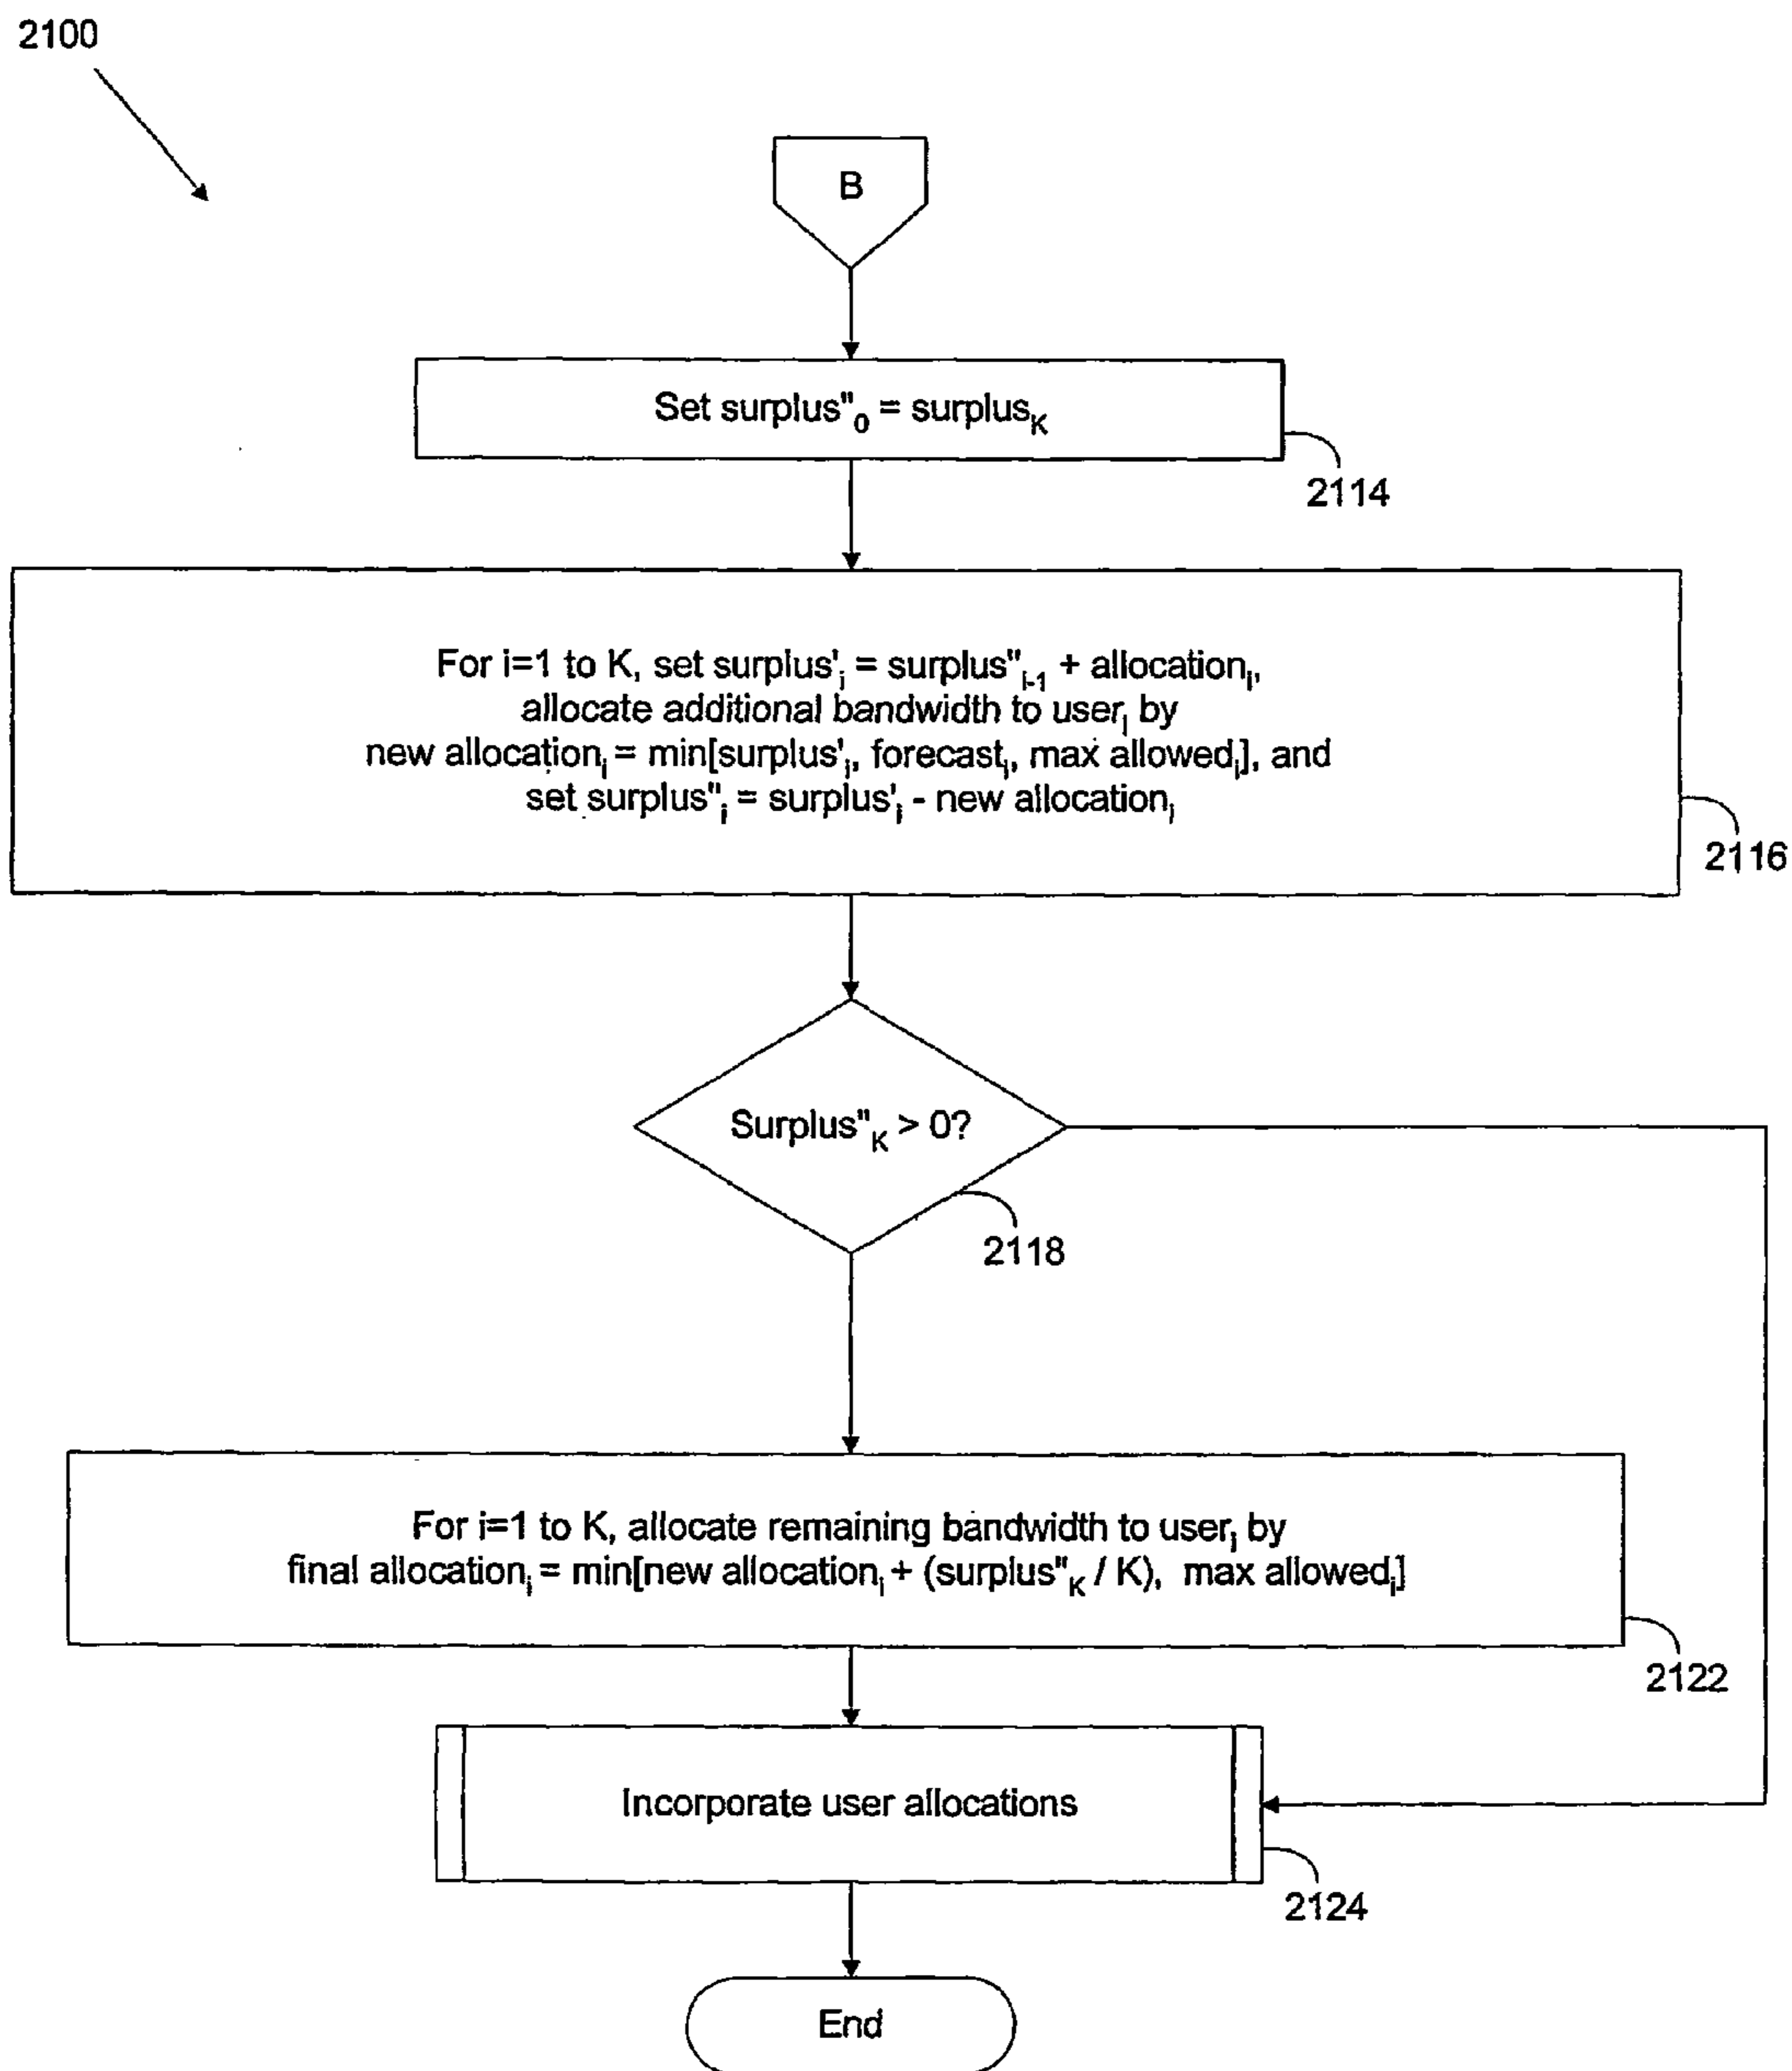 2100
B
Set surplus"₀ = surplus_K
2114
For i=1 to K, set surplus'ᵢ = surplus"ᵢ₋₁ + allocationᵢ,
allocate additional bandwidth to userᵢ by
new allocationᵢ = min[surplus'ᵢ, forecastᵢ, max allowedᵢ], and
set surplus"ᵢ = surplus'ᵢ - new allocationᵢ
2116
Surplus"_K > 0?
2118
For i=1 to K, allocate remaining bandwidth to userᵢ by
final allocationᵢ = min[new allocationᵢ + (surplus"_K / K), max allowedᵢ]
2122
Incorporate user allocations
2124
End